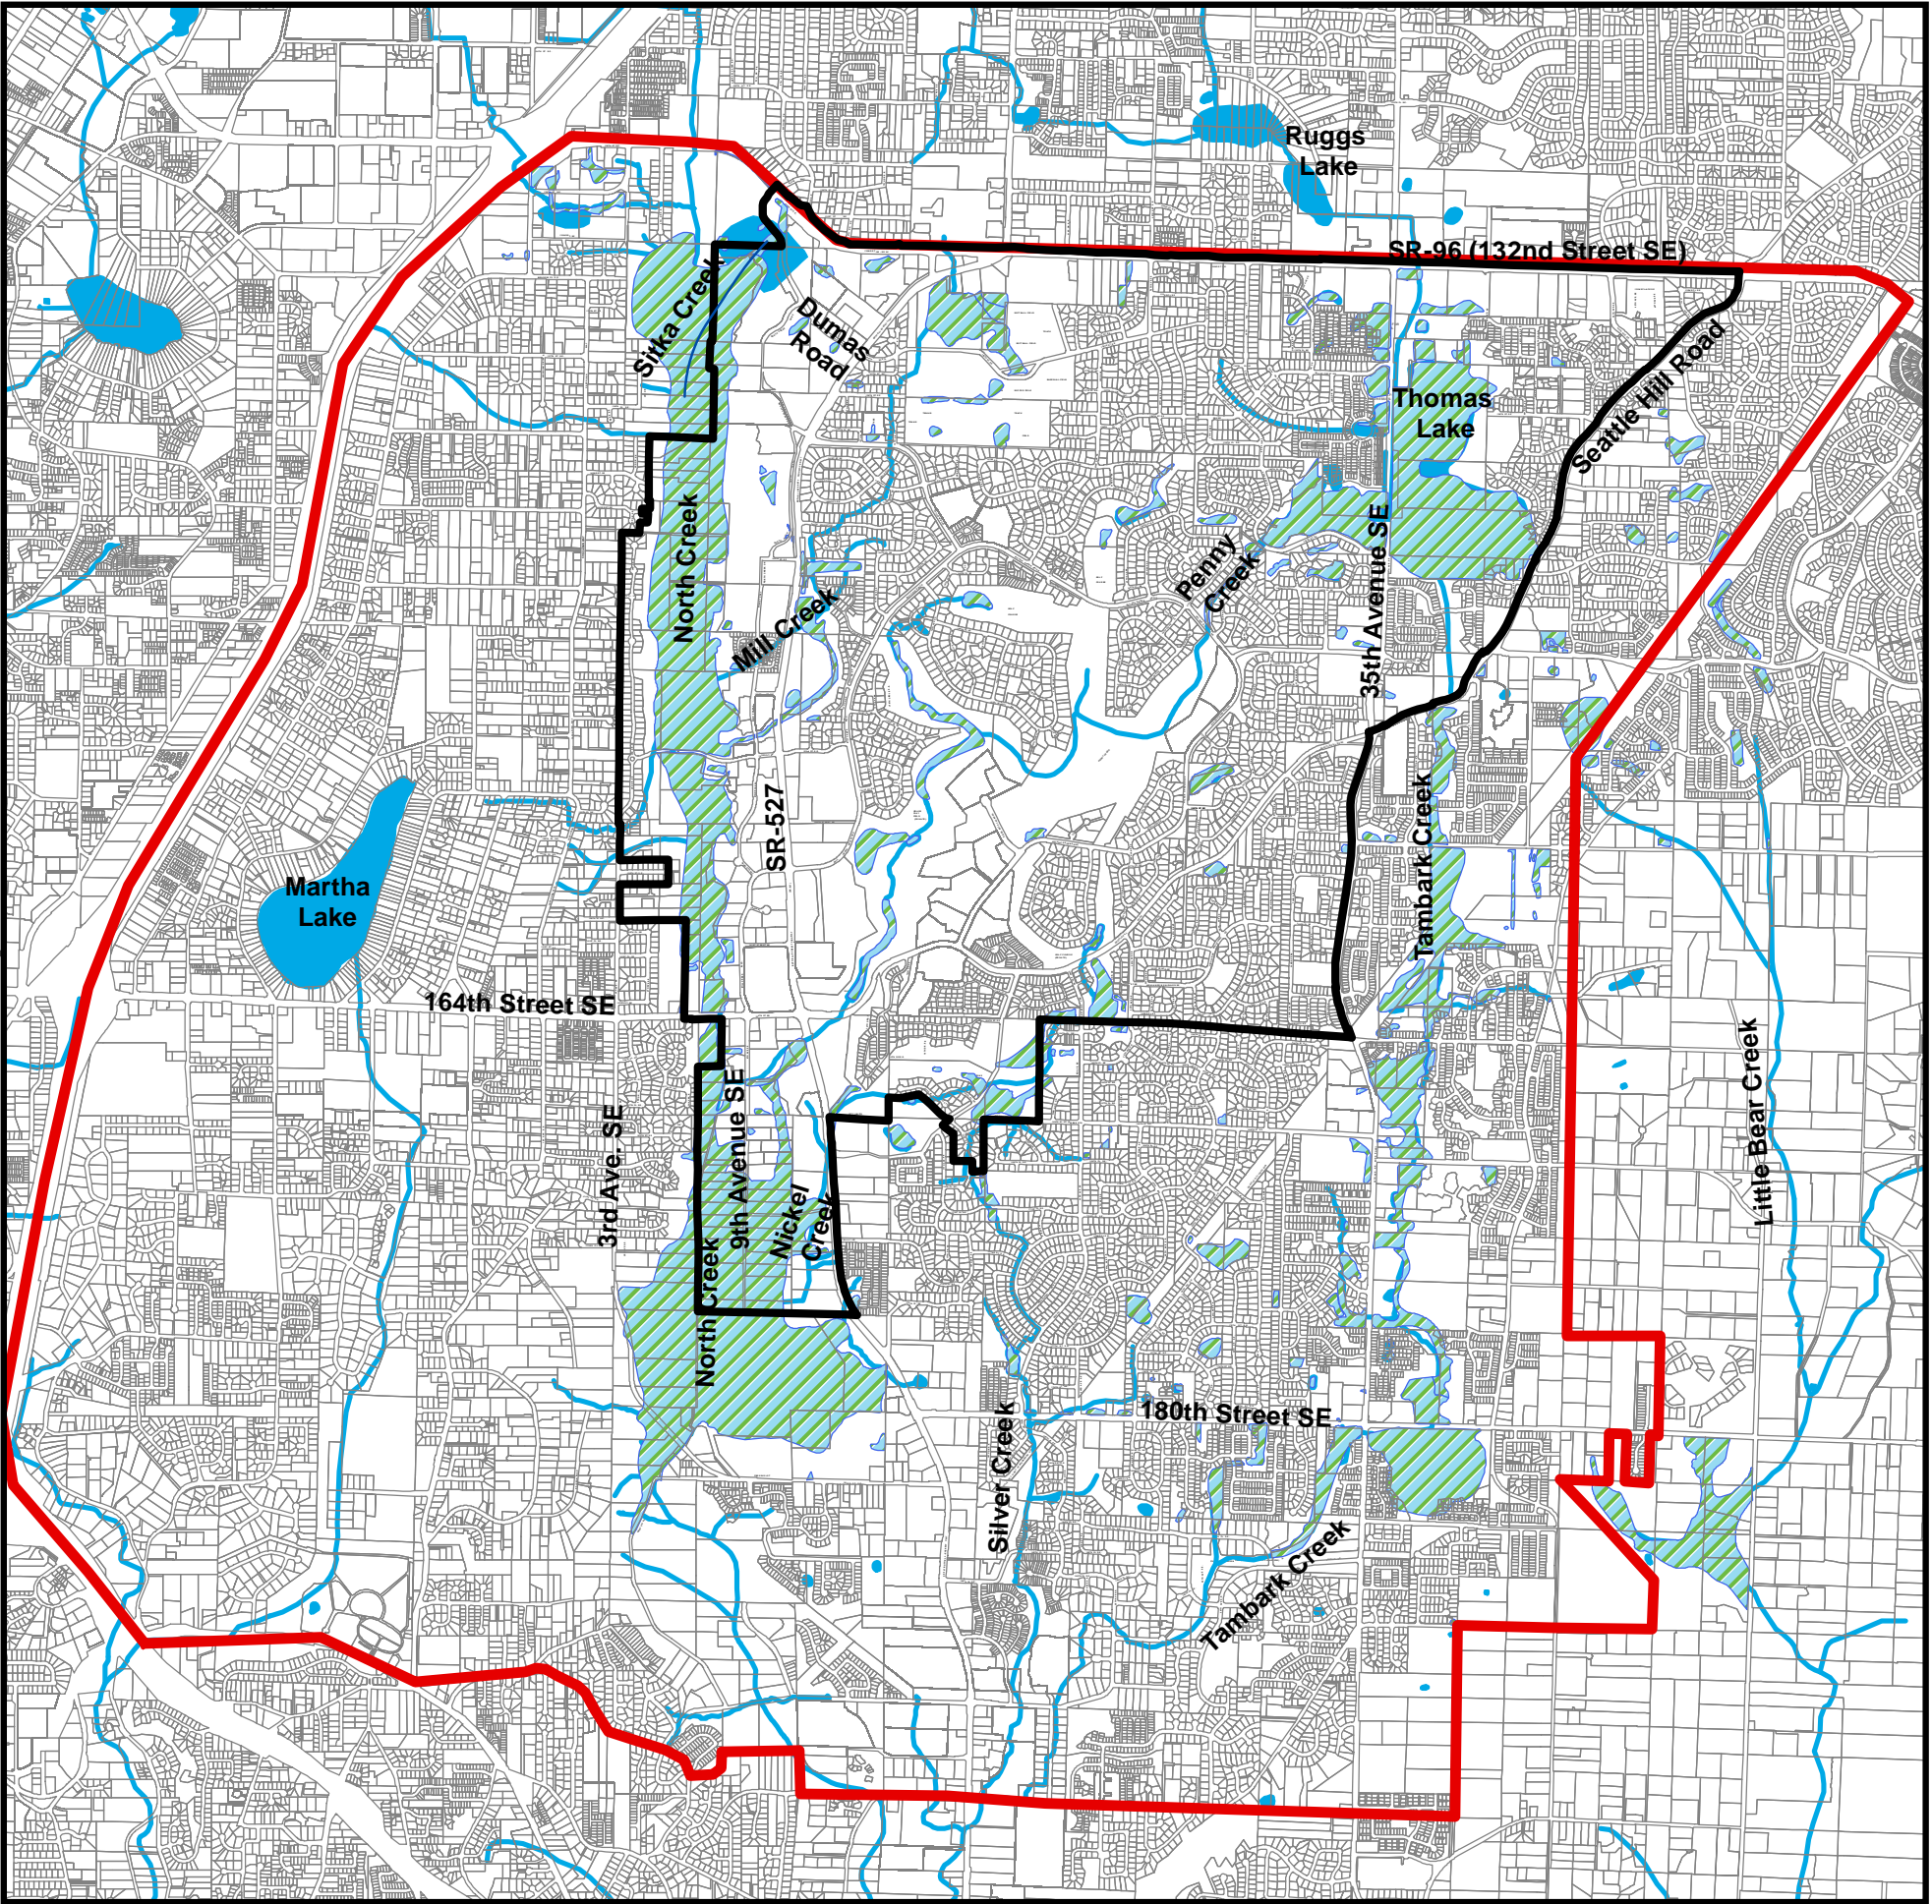 Ruggs
Lake
SR-96 (132nd Street SE)
Sitka Creek
Dumas
Road
Seattle Hill Road
Thomas
Lake
North Creek
35th Avenue SE
Penny
Creek
Mill Creek
SR-527
Tambark Creek
Martha
Lake
164th Street SE
Little Bear Creek
9th Avenue SE
3rd Ave. SE
Nickel
Creek
North Creek
180th Street SE
Silver Creek
Tambark Creek